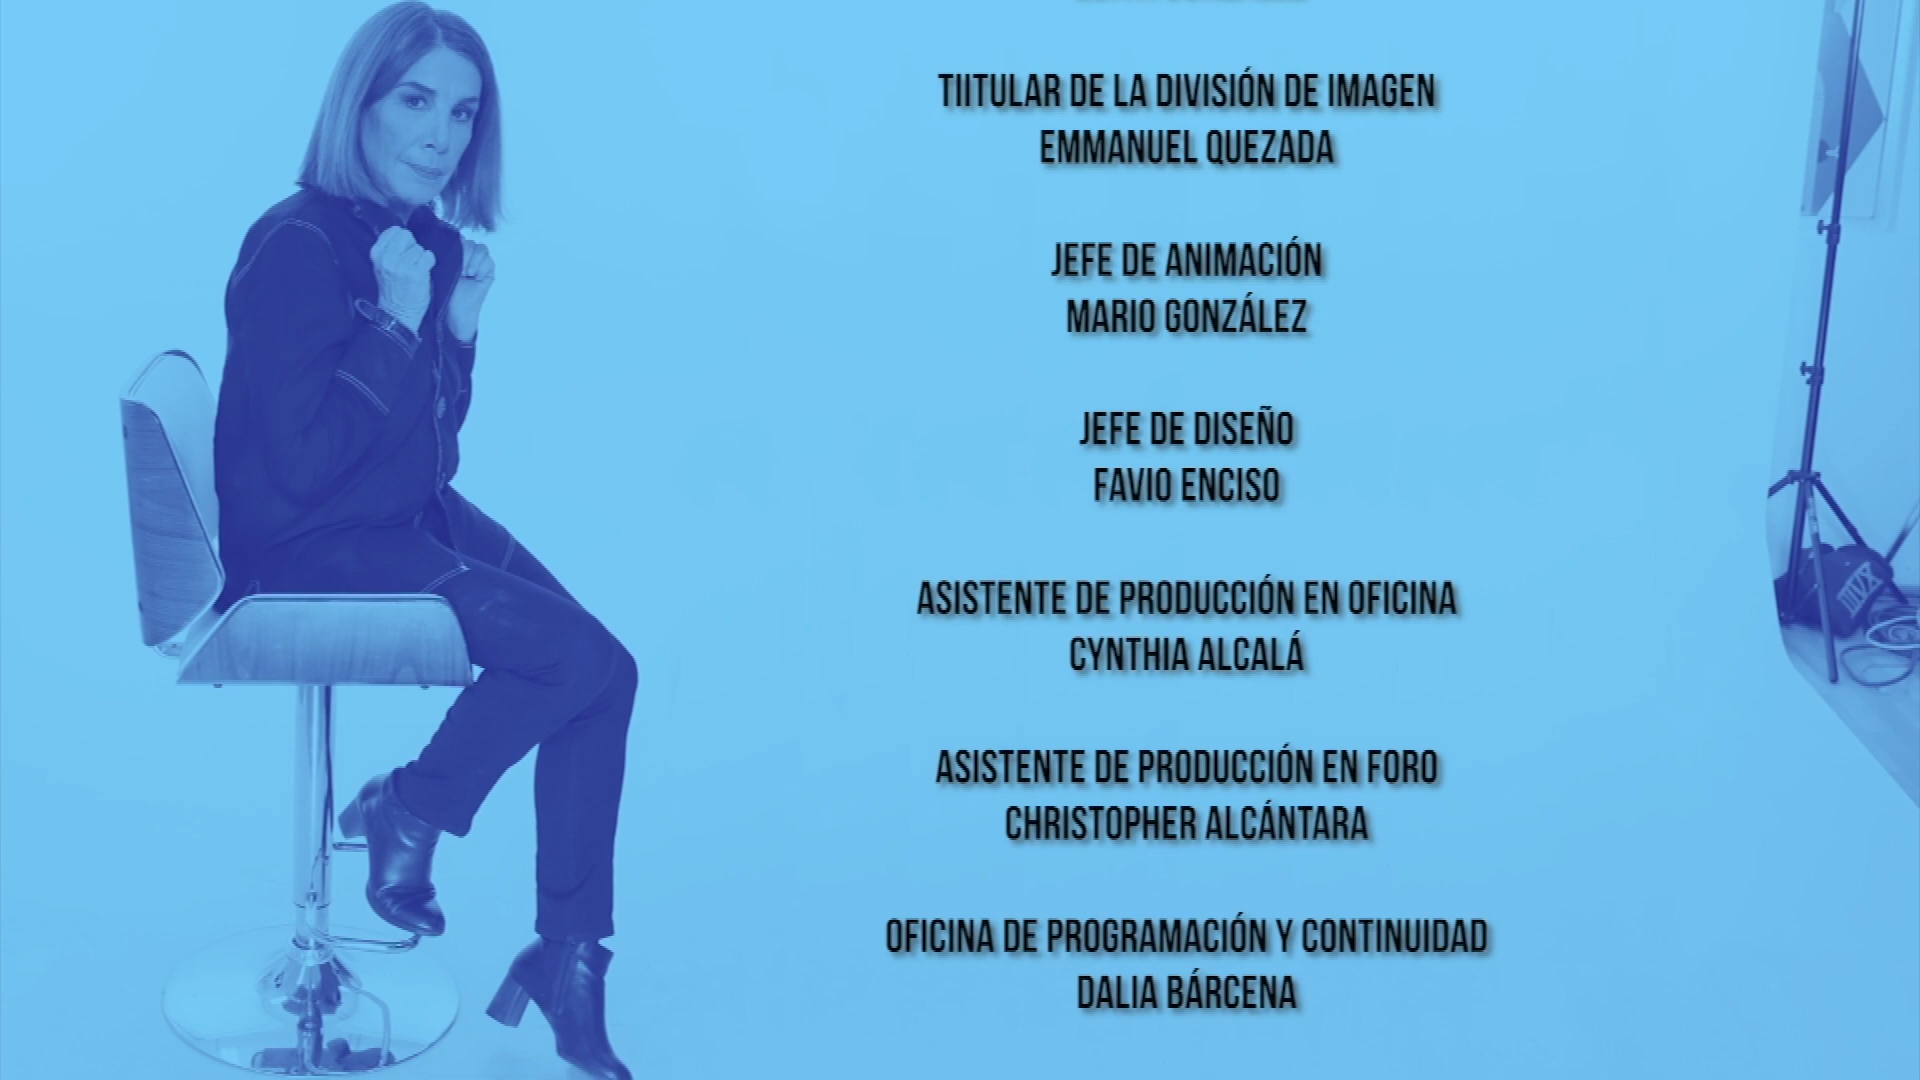 TIITULAR DE LA DIVISIÓN DE IMAGEN
EMMANUEL QUEZADA
JEFE DE ANIMACIÓN
MARIO GONZÁLEZ
JEFE DE DISEÑO
FAVIO ENCISO
ASISTENTE DE PRODUCCIÓN EN OFICINA
CYNTHIA ALCALÁ
ASISTENTE DE PRODUCCIÓN EN FORO
CHRISTOPHER ALCÁNTARA
OFICINA DE PROGRAMACIÓN Y CONTINUIDAD
DALIA BÁRCENA